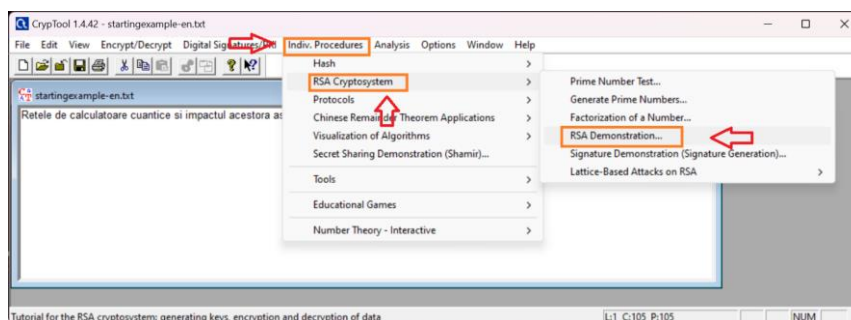 CrypTool 1.4.42 - startingexample-en.txt
File Edit View Encrypt/Decrypt Digital Signatures/PKI Indiv. Procedures Analysis Options Window Help
Hash
RSA Cryptosystem
Prime Number Test...
startingexample-en.txt
Protocols
Generate Prime Numbers...
Retele de calculatoare cuantice si impactul acestora as
Chinese Remainder Theorem Applications
Factorization of a Number...
Visualization of Algorithms
RSA Demonstration...
Secret Sharing Demonstration (Shamir)...
Signature Demonstration (Signature Generation)...
Lattice-Based Attacks on RSA
Tools
Educational Games
Number Theory - Interactive
Tutorial for the RSA cryptosystem: generating keys, encryption and decryption of data
L:1 C:105 P:105
NUM